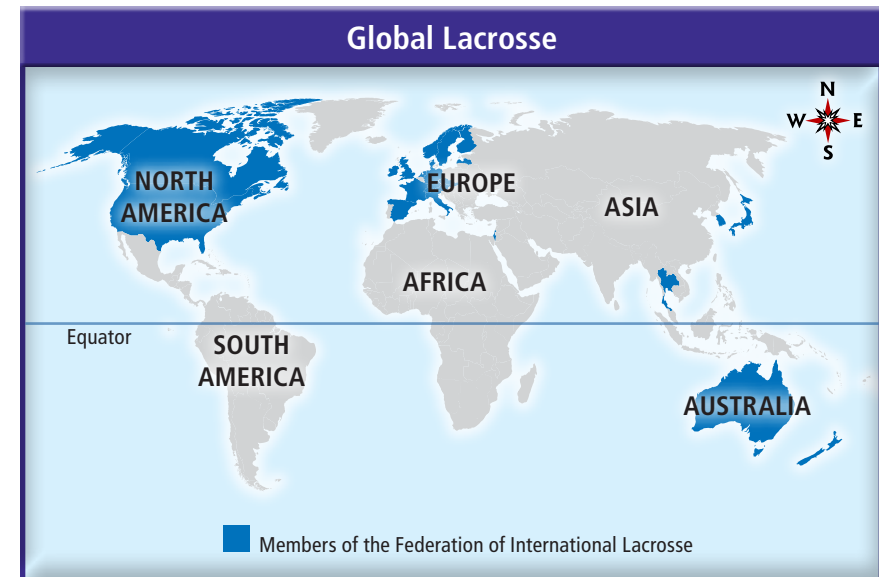 Global Lacrosse
N
W E
S
NORTH
AMERICA
EUROPE
ASIA
AFRICA
Equator
SOUTH
AMERICA
AUSTRALIA
Members of the Federation of International Lacrosse